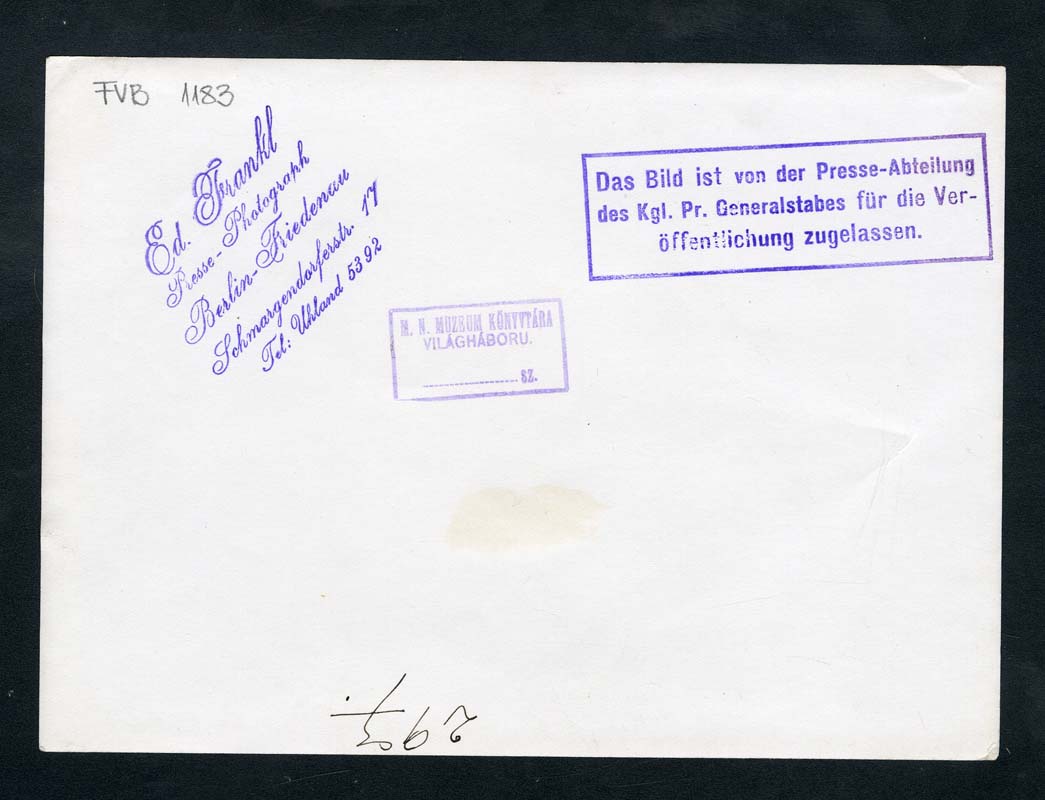 FVB 1183
Ed. Frankl
Presse-Photograph
Berlin-Friedenau
Schmargendorferstr. 17
Tel: Uhland 5392
Das Bild ist von der Presse-Abteilung
des Kgl. Pr. Generalstabes für die Ver-
öffentlichung zugelassen.
M. N. MUZEUM KÖNYVTÁRA
VILÁGHÁBORU.
SZ.